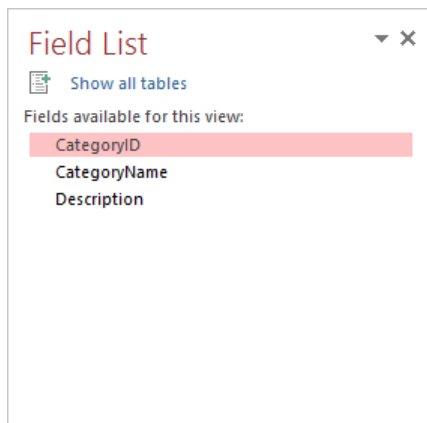 Field List
Show all tables
Fields available for this view:
CategoryID
CategoryName
Description